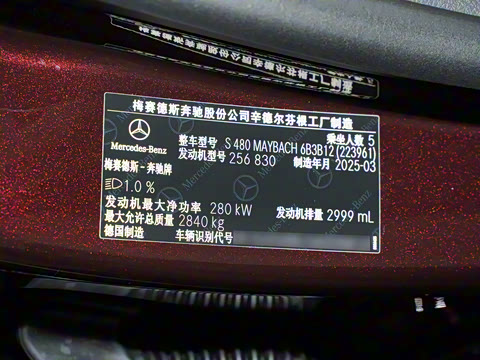 梅赛德斯奔驰股份公司辛德尔芬根工厂制造
Mercedes-Benz
整车型号 S 480 MAYBACH 6B3B12 (223961)
乘坐人数 5
发动机型号 256 830
制造年月 2025-03
梅赛德斯-奔驰牌
1.0 %
发动机最大净功率 280 kW
发动机排量 2999 mL
最大允许总质量 2840 kg
德国制造
车辆识别代号